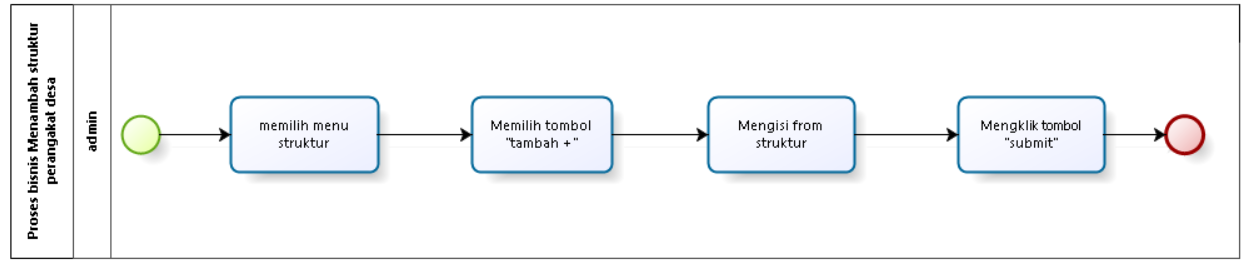 Proses bisnis Menambah struktur
perangakat desa
admin
memilih menu
struktur
Memilih tombol
"tambah +"
Mengisi from
struktur
Mengklik tombol
"submit"